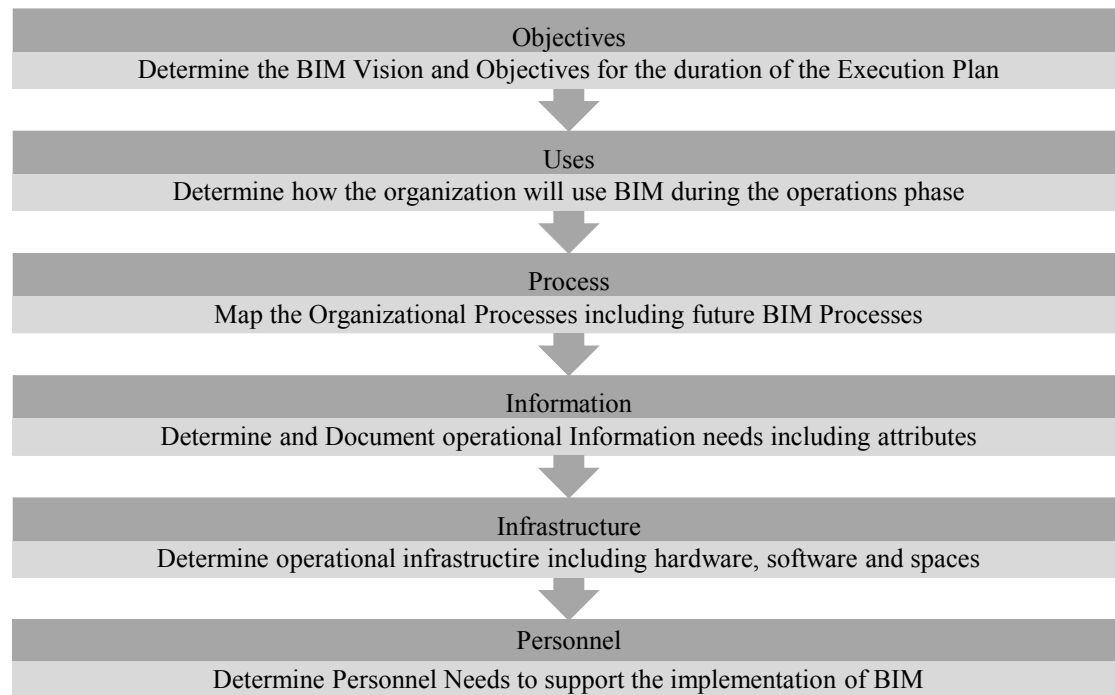 Objectives
Determine the BIM Vision and Objectives for the duration of the Execution Plan
Uses
Determine how the organization will use BIM during the operations phase
Process
Map the Organizational Processes including future BIM Processes
Information
Determine and Document operational Information needs including attributes
Infrastructure
Determine operational infrastructire including hardware, software and spaces
Personnel
Determine Personnel Needs to support the implementation of BIM